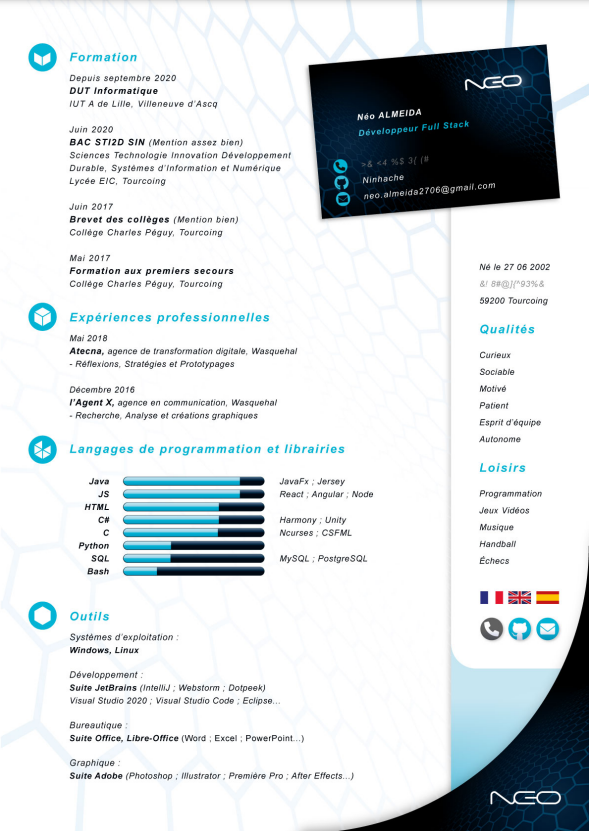 Formation
Depuis septembre 2020
DUT Informatique
IUT A de Lille, Villeneuve d'Ascq
Juin 2020
BAC STI2D SIN (Mention assez bien)
Sciences Technologie Innovation Développement
Durable, Systèmes d'Information et Numérique
Lycée EIC, Tourcoing
Juin 2017
Brevet des collèges (Mention bien)
Collège Charles Péguy, Tourcoing
Mai 2017
Formation aux premiers secours
Collège Charles Péguy, Tourcoing
Expériences professionnelles
Mai 2018
Atecna, agence de transformation digitale, Wasquehal
- Réflexions, Stratégies et Prototypages
Décembre 2016
l'Agent X, agence en communication, Wasquehal
- Recherche, Analyse et créations graphiques
Langages de programmation et librairies
Java JavaFx ; Jersey
JS React ; Angular ; Node
HTML
C# Harmony ; Unity
C Ncurses ; CSFML
Python
SQL MySQL ; PostgreSQL
Bash
Outils
Systèmes d'exploitation :
Windows, Linux
Développement :
Suite JetBrains (IntelliJ ; Webstorm ; Dotpeek)
Visual Studio 2020 ; Visual Studio Code ; Eclipse...
Bureautique :
Suite Office, Libre-Office (Word ; Excel ; PowerPoint...)
Graphique :
Suite Adobe (Photoshop ; Illustrator ; Première Pro ; After Effects...)
NEO
Néo ALMEIDA
Développeur Full Stack
>& <4 %$ 3{ (#
Ninhache
neo.almeida2706@gmail.com
Né le 27 06 2002
&! 8#@](^93%&
59200 Tourcoing
Qualités
Curieux
Sociable
Motivé
Patient
Esprit d'équipe
Autonome
Loisirs
Programmation
Jeux Vidéos
Musique
Handball
Échecs
NEO